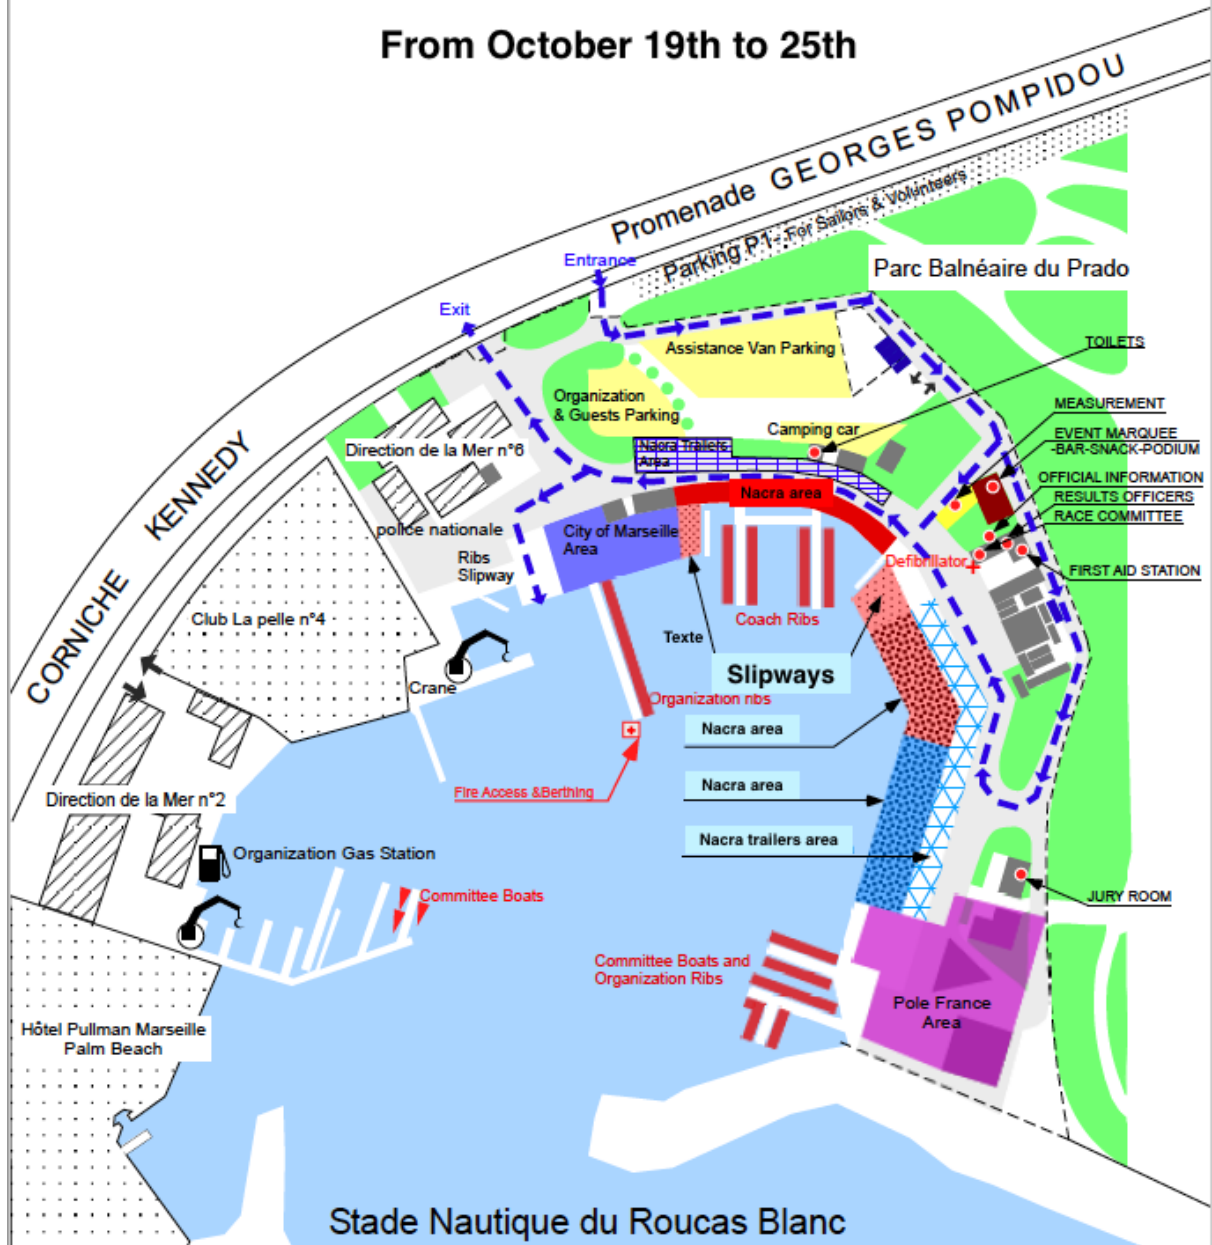 From October 19th to 25th
Promenade GEORGES POMPIDOU
Parking P1- For Sailors & Volunteers
Entrance
Parc Balnéaire du Prado
Exit
TOILETS
Assistance Van Parking
Organization
& Guests Parking
MEASUREMENT
Camping car
EVENT MARQUEE
-BAR-SNACK-PODIUM
Nacra Trailers
Area
Direction de la Mer n°6
CORNICHE KENNEDY
OFFICIAL INFORMATION
RESULTS OFFICERS
RACE COMMITTEE
Nacra area
police nationale
City of Marseille
Area
Ribs
Slipway
Defibrillator
FIRST AID STATION
Club La pelle n°4
Coach Ribs
Texte
Slipways
Crane
Organization ribs
Nacra area
Fire Access &Berthing
Nacra area
Direction de la Mer n°2
Nacra trailers area
Organization Gas Station
Committee Boats
JURY ROOM
Committee Boats and
Organization Ribs
Pole France
Area
Hôtel Pullman Marseille
Palm Beach
Stade Nautique du Roucas Blanc